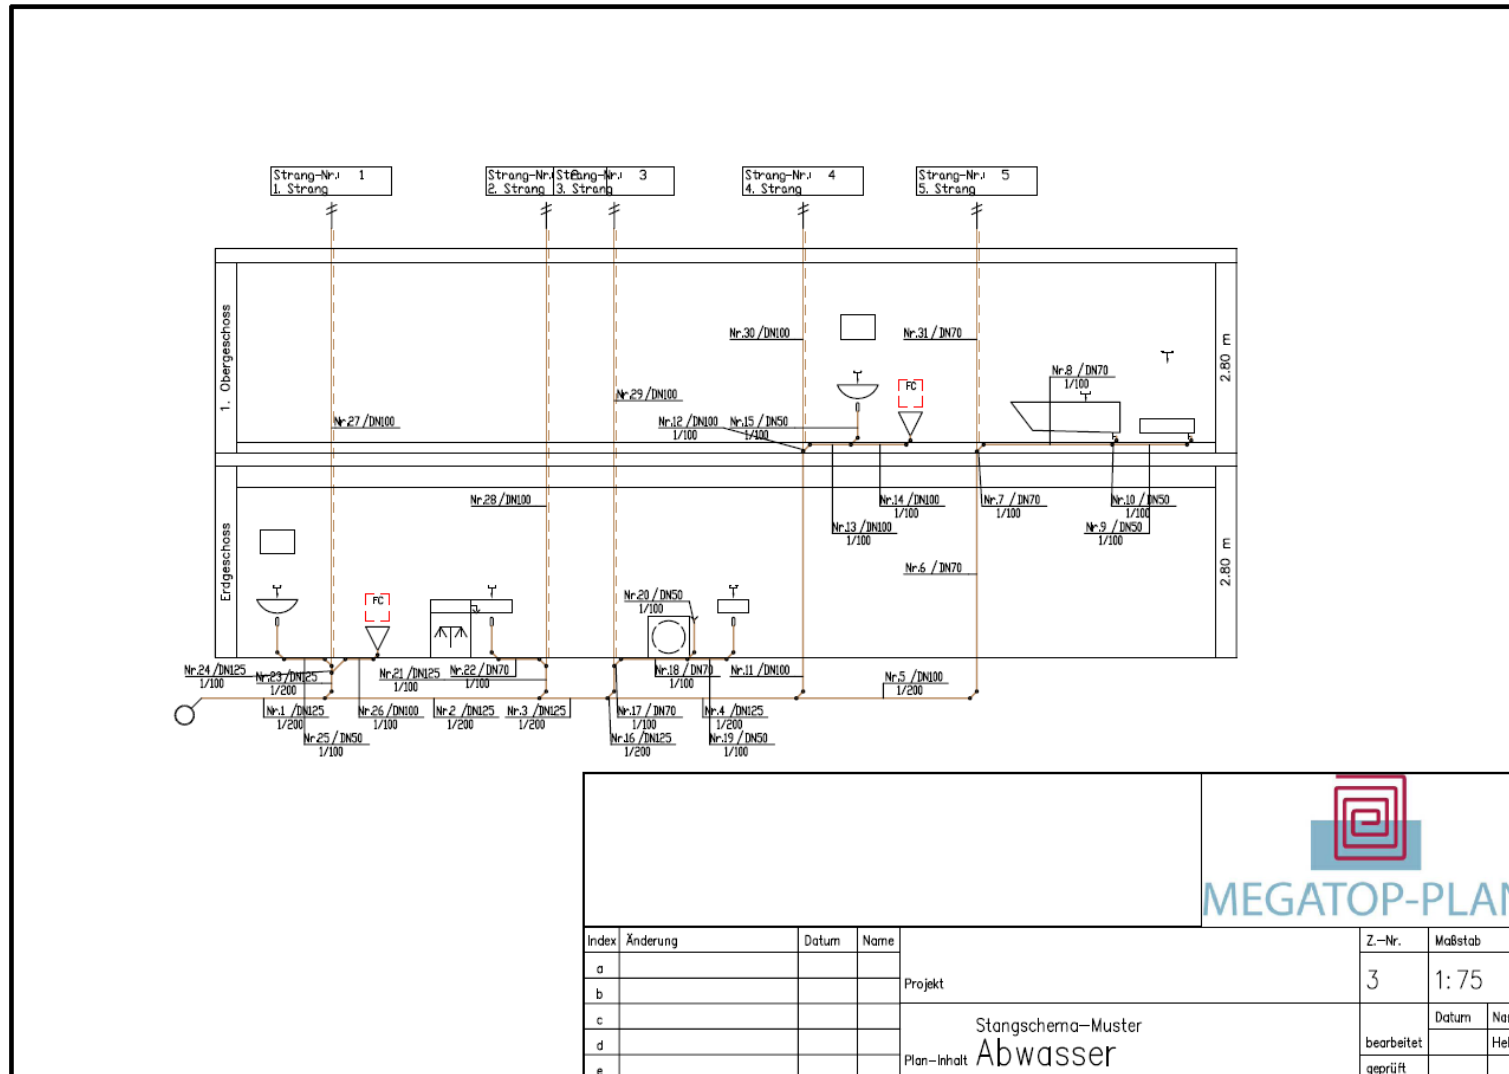 Strang-Nr.: 1
1. Strang
Strang-Nr.:
2. Strang
Strang-Nr.: 3
3. Strang
Strang-Nr.: 4
4. Strang
Strang-Nr.: 5
5. Strang
1. Obergeschoss
2.80 m
Nr.30 /DN100
Nr.31 /DN70
Nr.8 /DN70
1/100
FC
Nr.29 /DN100
Nr.27 /DN100
Nr.12 /DN100
1/100
Nr.15 /DN50
1/100
Erdgeschoss
2.80 m
Nr.28 /DN100
Nr.14 /DN100
1/100
Nr.7 /DN70
1/100
Nr.10 /DN50
1/100
Nr.13 /DN100
1/100
Nr.9 /DN50
1/100
Nr.6 /DN70
FC
Nr.20 /DN50
1/100
Nr.24 /DN125
1/100
Nr.23 /DN125
1/200
Nr.21 /DN125
1/100
Nr.22 /DN70
1/100
Nr.18 /DN70
1/100
Nr.11 /DN100
Nr.5 /DN100
1/200
Nr.1 /DN125
1/200
Nr.26 /DN100
1/100
Nr.2 /DN125
1/200
Nr.3 /DN125
1/200
Nr.17 /DN70
1/100
Nr.4 /DN125
1/200
Nr.25 /DN50
1/100
Nr.16 /DN125
1/200
Nr.19 /DN50
1/100
MEGATOP-PLAN
Index Änderung Datum Name
a
b
c
d
e
Projekt
Z.-Nr. Maßstab
3 1:75
Stangschema-Muster
Plan-Inhalt Abwasser
Datum
bearbeitet
geprüft